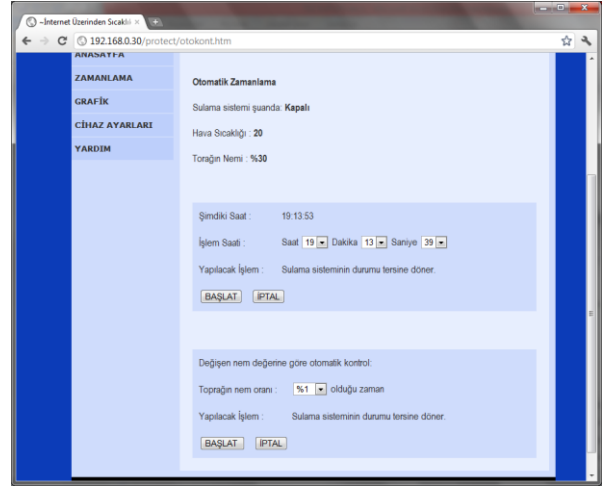 ~İnternet Üzerinden Sıcaklı
192.168.0.30/protect/otokont.htm
ANASAYFA
ZAMANLAMA
GRAFİK
CİHAZ AYARLARI
YARDIM
Otomatik Zamanlama
Sulama sistemi şuanda: Kapalı
Hava Sıcaklığı : 20
Torağın Nemi : %30
Şimdiki Saat : 19:13:53
İşlem Saati : Saat 19 Dakika 13 Saniye 39
Yapılacak İşlem : Sulama sisteminin durumu tersine döner.
BAŞLAT İPTAL
Değişen nem değerine göre otomatik kontrol:
Toprağın nem oranı : %1 olduğu zaman
Yapılacak İşlem : Sulama sisteminin durumu tersine döner.
BAŞLAT İPTAL